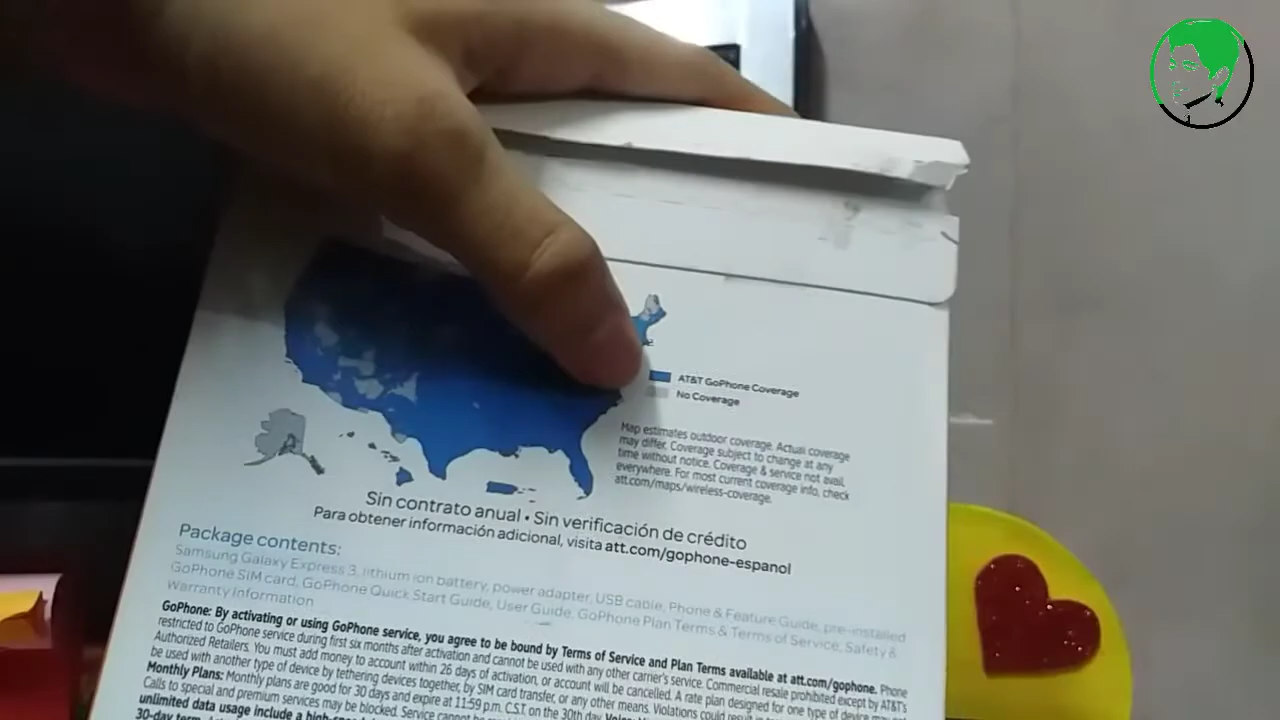 AT&T GoPhone Coverage
No Coverage
Map estimates outdoor coverage. Actual coverage
may differ. Coverage subject to change at any
time without notice. Coverage & service not avail.
everywhere. For most current coverage info, check
att.com/maps/wireless-coverage.
Sin contrato anual • Sin verificación de crédito
Para obtener información adicional, visita att.com/gophone-espanol
Package contents:
Samsung Galaxy Express 3, lithium ion battery, power adapter, USB cable, Phone & Feature Guide, pre-installed
GoPhone SIM card, GoPhone Quick Start Guide, User Guide, GoPhone Plan Terms & Terms of Service, Safety &
Warranty Information
GoPhone: By activating or using GoPhone service, you agree to be bound by Terms of Service and Plan Terms available at att.com/gophone. Phone
restricted to GoPhone service during first six months after activation and cannot be used with any other carrier's service. Commercial resale prohibited except by AT&T's
Authorized Retailers. You must add money to account within 26 days of activation, or account will be cancelled. A rate plan designed for one type of device may not
be used with another type of device by tethering devices together, by SIM card transfer, or any other means. Violations could result in
Monthly Plans: Monthly plans are good for 30 days and expire at 11:59 p.m. CST. on the 30th day.
Calls to special and premium services may be blocked. Service cannot be
unlimited data usage include a
30-day term.